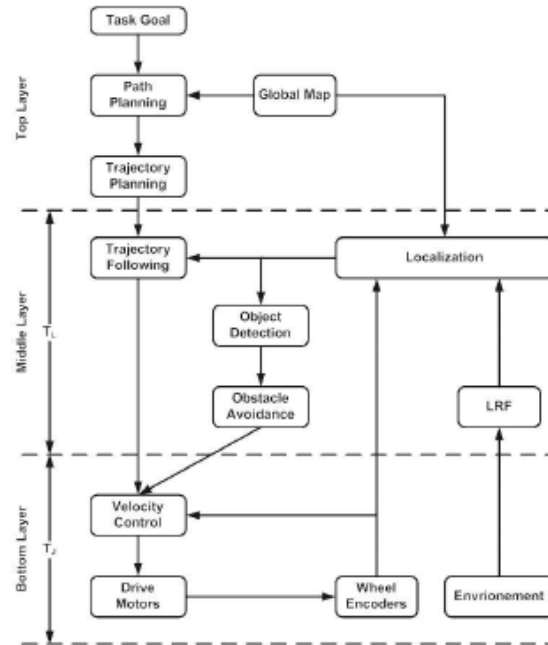 Task Goal
Path
Planning
Global Map
Trajectory
Planning
Top Layer
Trajectory
Following
Localization
Object
Detection
Obstacle
Avoidance
LRF
Middle Layer
T_L
Velocity
Control
Drive
Motors
Wheel
Encoders
Envrionement
Bottom Layer